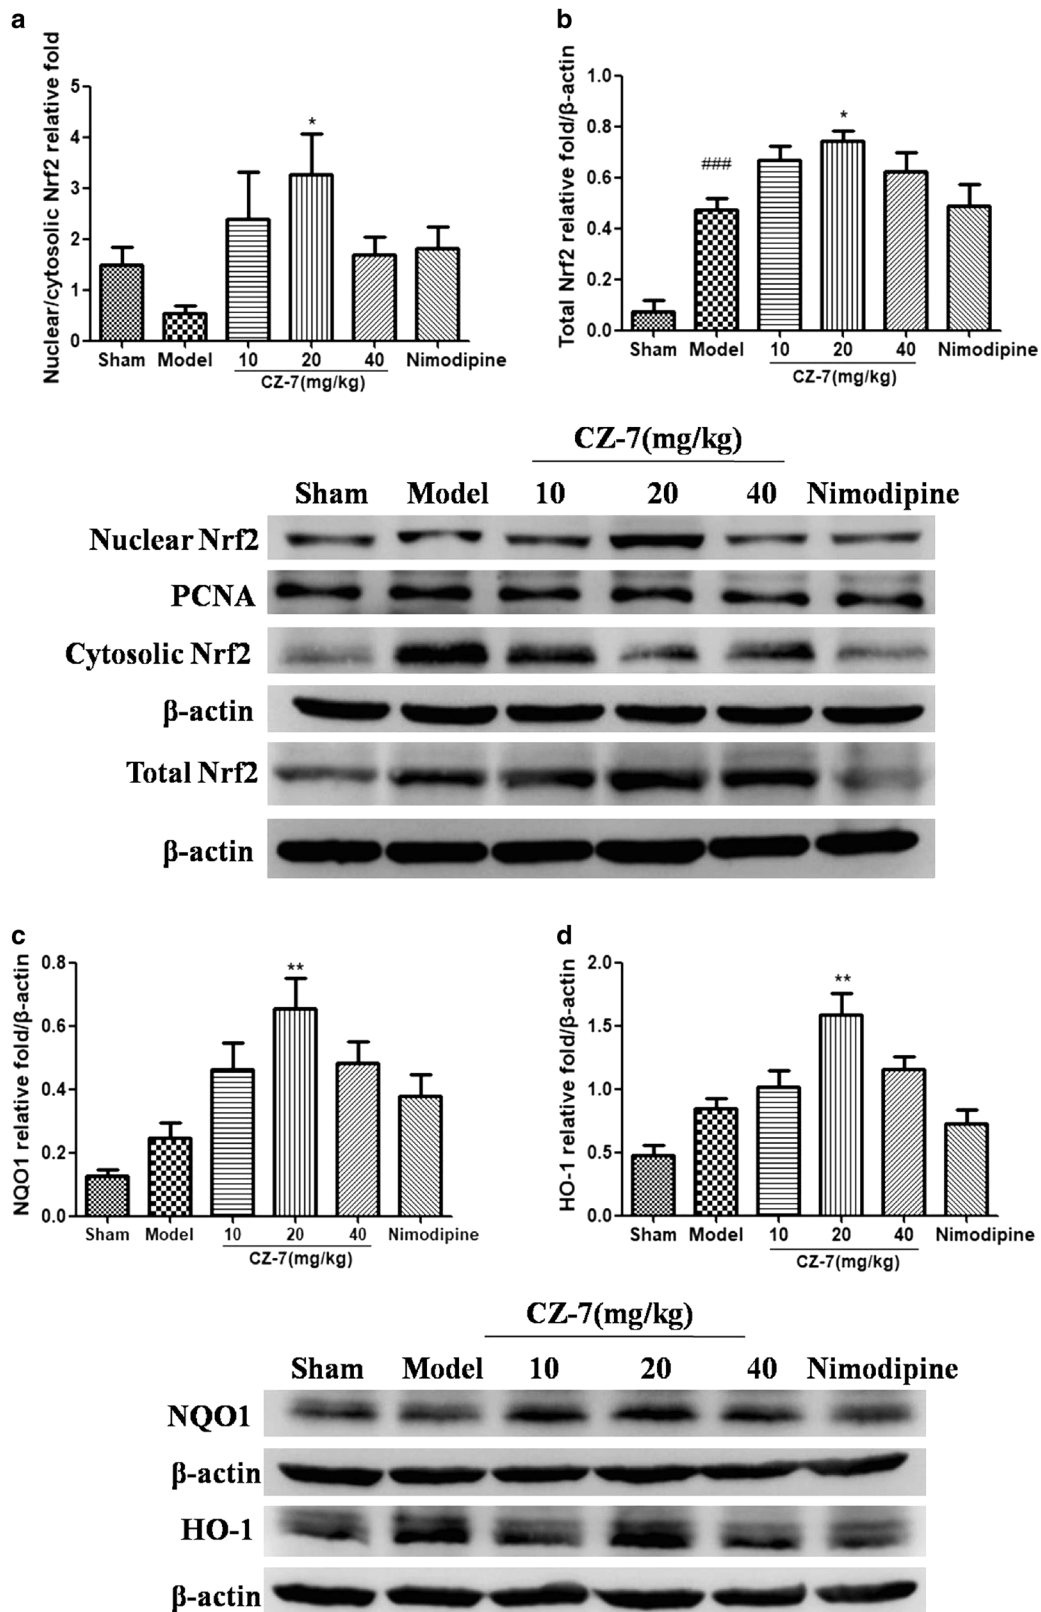 a
Nuclear/cytosolic Nrf2 relative fold
5
4
3
2
1
0
*
Sham Model 10 20 40 Nimodipine
CZ-7(mg/kg)
b
Total Nrf2 relative fold/β-actin
1.0
0.8
0.6
0.4
0.2
0.0
###
*
Sham Model 10 20 40 Nimodipine
CZ-7(mg/kg)
CZ-7(mg/kg)
Sham Model 10 20 40 Nimodipine
Nuclear Nrf2
PCNA
Cytosolic Nrf2
β-actin
Total Nrf2
β-actin
c
NQO1 relative fold/β-actin
0.8
0.6
0.4
0.2
0.0
**
Sham Model 10 20 40 Nimodipine
CZ-7(mg/kg)
d
HO-1 relative fold/β-actin
2.0
1.5
1.0
0.5
0.0
**
Sham Model 10 20 40 Nimodipine
CZ-7(mg/kg)
CZ-7(mg/kg)
Sham Model 10 20 40 Nimodipine
NQO1
β-actin
HO-1
β-actin